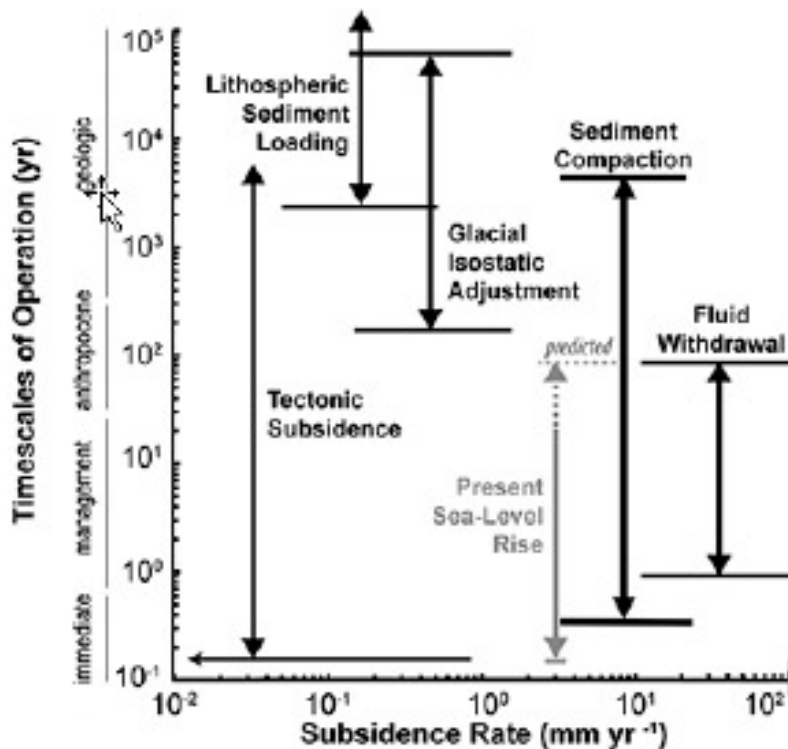 Timescales of Operation (yr)
geologic
anthropocene
management
immediate
10⁵
10⁴
10³
10²
10¹
10⁰
10⁻¹
Lithospheric
Sediment
Loading
Sediment
Compaction
Glacial
Isostatic
Adjustment
Fluid
Withdrawal
predicted
Tectonic
Subsidence
Present
Sea-Level
Rise
10⁻²
10⁻¹
10⁰
10¹
10²
Subsidence Rate (mm yr ⁻¹)